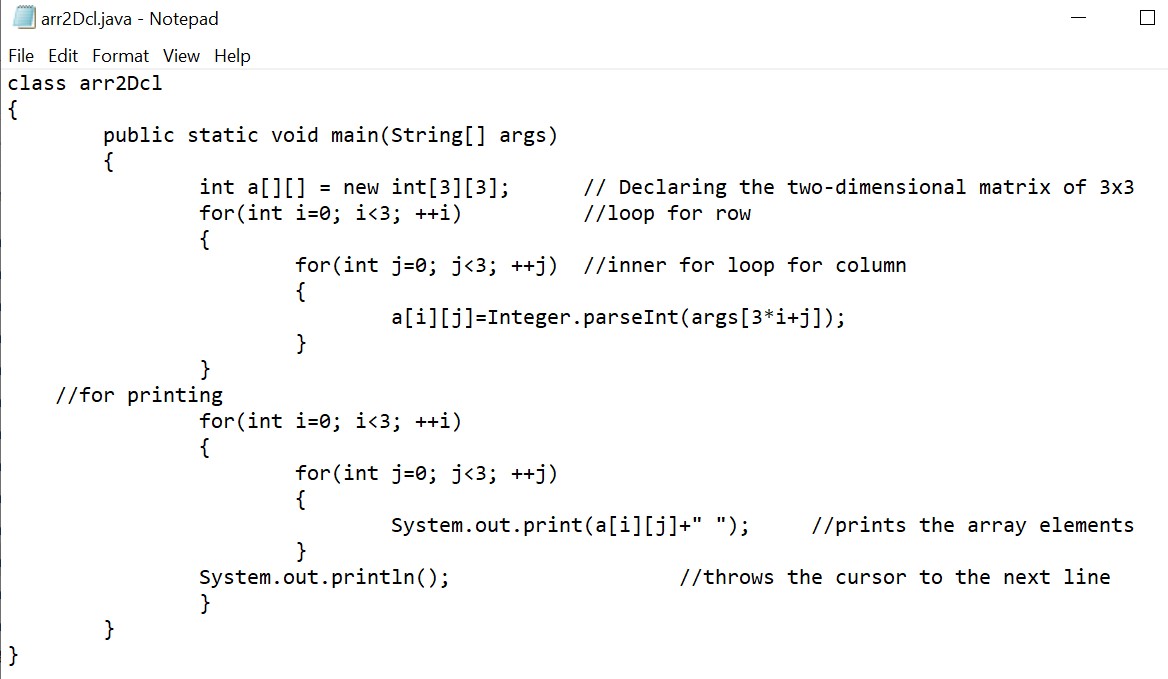 arr2Dcl.java - Notepad
File Edit Format View Help
class arr2Dcl
{
        public static void main(String[] args)
        {
                int a[][] = new int[3][3];      // Declaring the two-dimensional matrix of 3x3
                for(int i=0; i<3; ++i)          //loop for row
                {
                        for(int j=0; j<3; ++j)  //inner for loop for column
                        {
                                a[i][j]=Integer.parseInt(args[3*i+j]);
                        }
                }
    //for printing
                for(int i=0; i<3; ++i)
                {
                        for(int j=0; j<3; ++j)
                        {
                                System.out.print(a[i][j]+" ");     //prints the array elements
                        }
                System.out.println();                   //throws the cursor to the next line
                }
        }
}